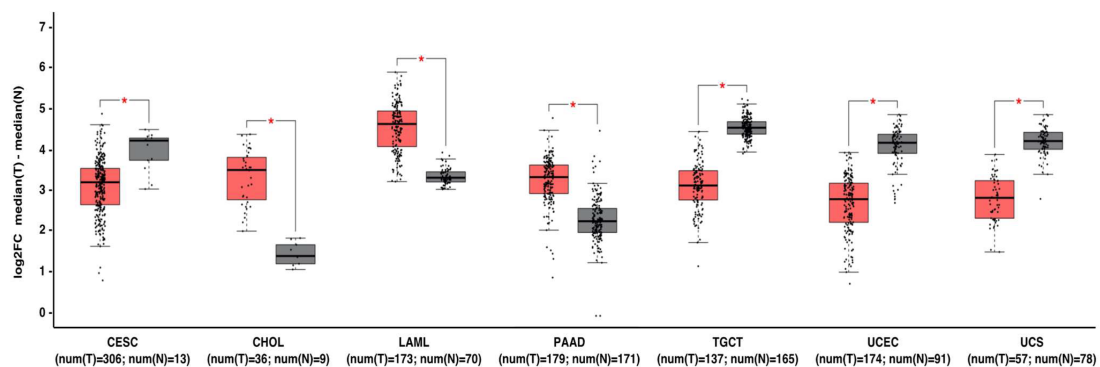 log2FC median(T) - median(N)
7
6
5
4
3
2
1
0
*
*
*
*
*
*
*
CESC
(num(T)=306; num(N)=13)
CHOL
(num(T)=36; num(N)=9)
LAML
(num(T)=173; num(N)=70)
PAAD
(num(T)=179; num(N)=171)
TGCT
(num(T)=137; num(N)=165)
UCEC
(num(T)=174; num(N)=91)
UCS
(num(T)=57; num(N)=78)